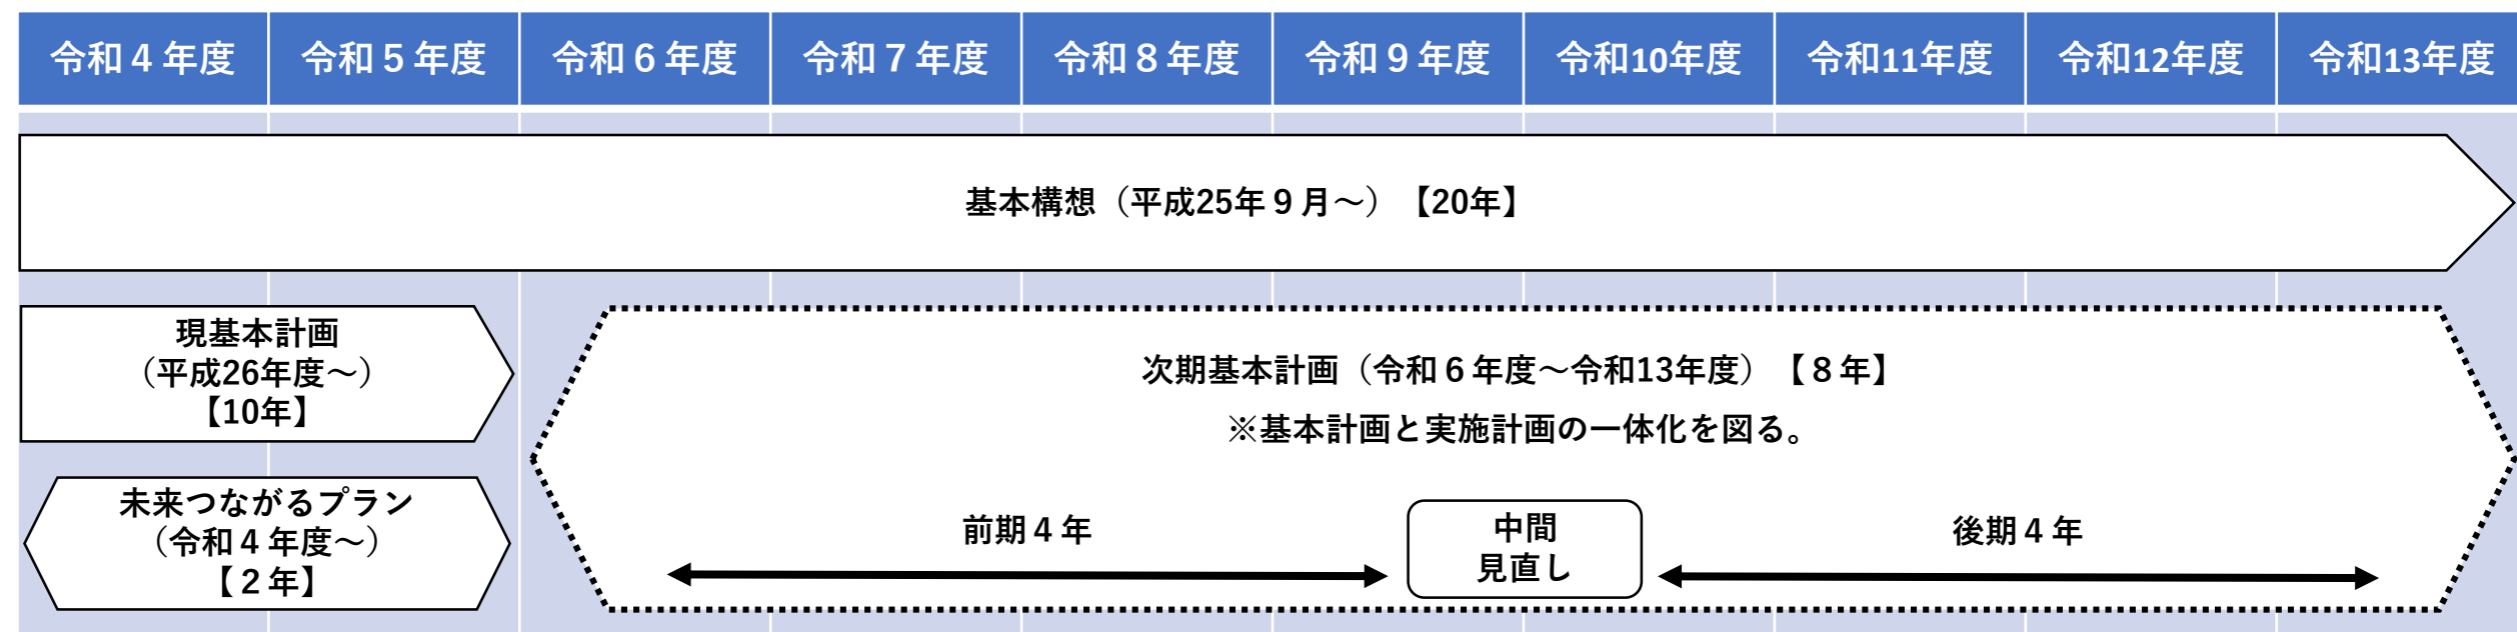 令和４年度
令和５年度
令和６年度
令和７年度
令和８年度
令和９年度
令和10年度
令和11年度
令和12年度
令和13年度
基本構想（平成25年９月～）【20年】
現基本計画
（平成26年度～）
【10年】
次期基本計画（令和６年度～令和13年度）【８年】
※基本計画と実施計画の一体化を図る。
未来つながるプラン
（令和４年度～）
【２年】
前期４年
中間
見直し
後期４年